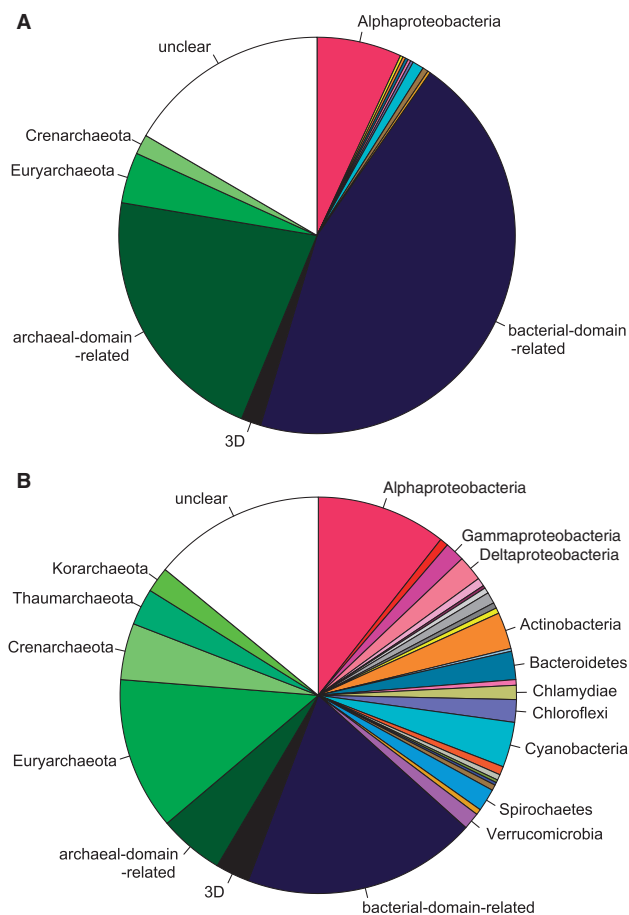 A
Alphaproteobacteria
unclear
Crenarchaeota
Euryarchaeota
bacterial-domain
-related
archaeal-domain
-related
3D
B
Alphaproteobacteria
unclear
Gammaproteobacteria
Deltaproteobacteria
Korarchaeota
Thaumarchaeota
Actinobacteria
Crenarchaeota
Bacteroidetes
Chlamydiae
Chloroflexi
Cyanobacteria
Euryarchaeota
Spirochaetes
Verrucomicrobia
archaeal-domain
-related
3D
bacterial-domain-related